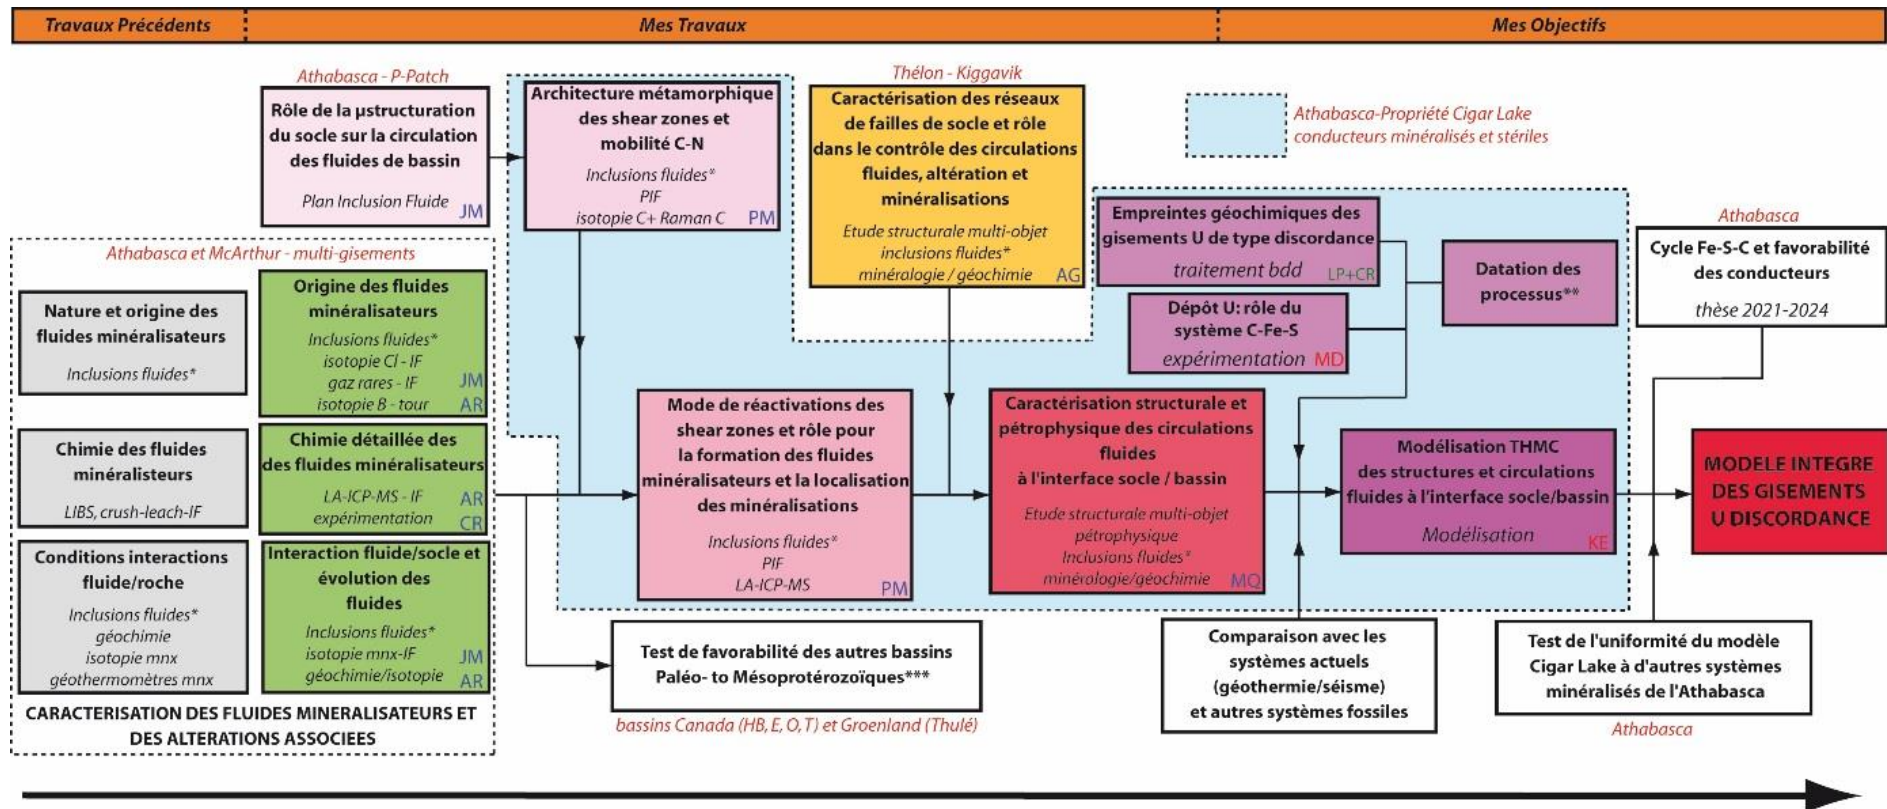 Travaux Précédents
Mes Travaux
Mes Objectifs
Athabasca - P-Patch
Rôle de la µstructuration
du socle sur la circulation
des fluides de bassin
Plan Inclusion Fluide
JM
Architecture métamorphique
des shear zones et
mobilité C-N
Inclusions fluides*
PIF
isotopie C+ Raman C
PM
Thélon - Kiggavik
Caractérisation des réseaux
de failles de socle et rôle
dans le contrôle des circulations
fluides, altération et
minéralisations
Etude structurale multi-objet
inclusions fluides*
minéralogie / géochimie
AG
Athabasca-Propriété Cigar Lake
conducteurs minéralisés et stériles
Empreintes géochimiques des
gisements U de type discordance
traitement bdd
LP+CR
Datation des
processus**
Dépôt U: rôle du
système C-Fe-S
expérimentation MD
Athabasca
Cycle Fe-S-C et favorabilité
des conducteurs
thèse 2021-2024
Athabasca et McArthur - multi-gisements
Nature et origine des
fluides minéralisateurs
Inclusions fluides*
Origine des fluides
minéralisateurs
Inclusions fluides*
isotopie Cl - IF
gaz rares - IF
JM
isotopie B - tour
AR
Chimie des fluides
minéralisteurs
LIBS, crush-leach-IF
Chimie détaillée des
des fluides minéralisateurs
LA-ICP-MS - IF
AR
expérimentation
CR
Conditions interactions
fluide/roche
Inclusions fluides*
géochimie
isotopie mnx
géothermomètres mnx
Interaction fluide/socle et
évolution des
fluides
Inclusions fluides*
isotopie mnx-IF
JM
géochimie/isotopie
AR
CARACTERISATION DES FLUIDES MINERALISATEURS ET
DES ALTERATIONS ASSOCIEES
Mode de réactivations des
shear zones et rôle pour
la formation des fluides
minéralisateurs et la localisation
des minéralisations
Inclusions fluides*
PIF
LA-ICP-MS
PM
Caractérisation structurale et
pétrophysique des circulations
fluides
à l'interface socle / bassin
Etude structurale multi-objet
pétrophysique
Inclusions fluides*
minérologie/géochimie
MQ
Modélisation THMC
des structures et circulations
fluides à l'interface socle/bassin
Modélisation
KE
MODELE INTEGRE
DES GISEMENTS
U DISCORDANCE
Test de favorabilité des autres bassins
Paléo- to Mésoprotérozoïques***
bassins Canada (HB, E, O, T) et Groenland (Thulé)
Comparaison avec les
systèmes actuels
(géothermie/séisme)
et autres systèmes fossiles
Test de l'uniformité du modèle
Cigar Lake à d'autres systèmes
minéralisés de l'Athabasca
Athabasca